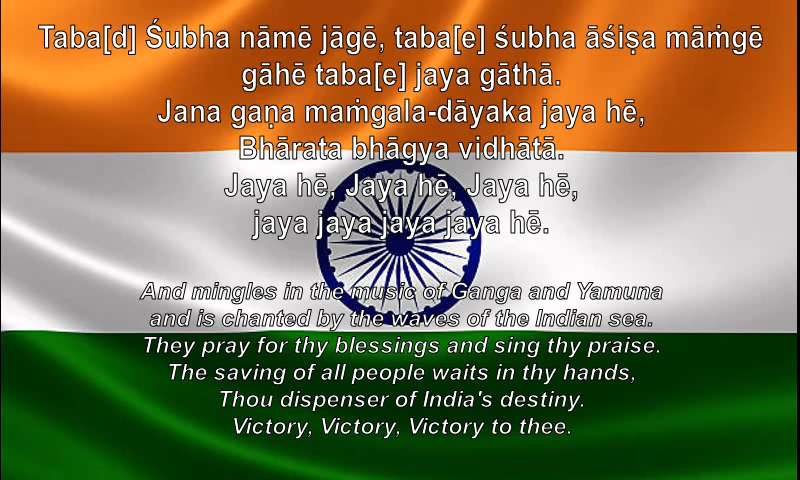 Taba[d] Śubha nāmē jāgē, taba[e] śubha āśiṣa māṁgē
gāhē taba[e] jaya gāthā.
Jana gaṇa maṁgala-dāyaka jaya hē,
Bhārata bhāgya vidhātā.
Jaya hē, Jaya hē, Jaya hē,
jaya jaya jaya jaya hē.
And mingles in the music of Ganga and Yamuna
and is chanted by the waves of the Indian sea.
They pray for thy blessings and sing thy praise.
The saving of all people waits in thy hands,
Thou dispenser of India's destiny.
Victory, Victory, Victory to thee.